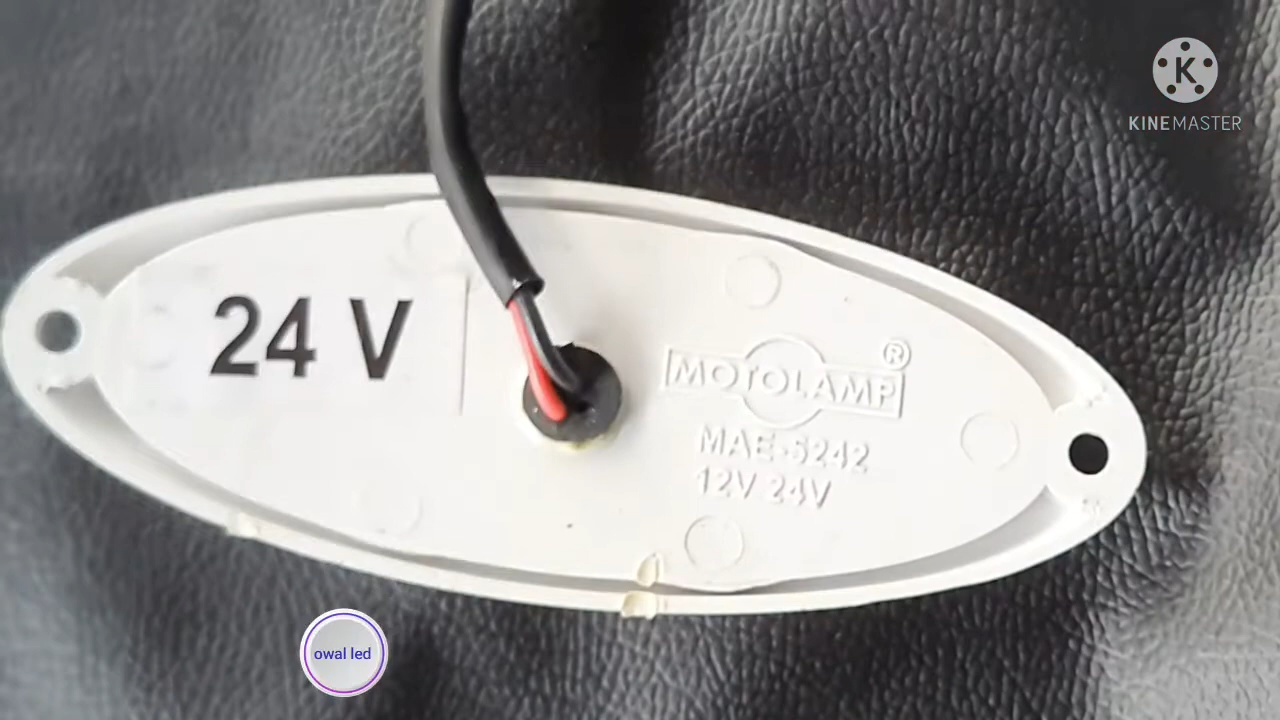 K
KINEMASTER
24 V
®
MOTOLAMP
MAE-5242
12V 24V
owal led